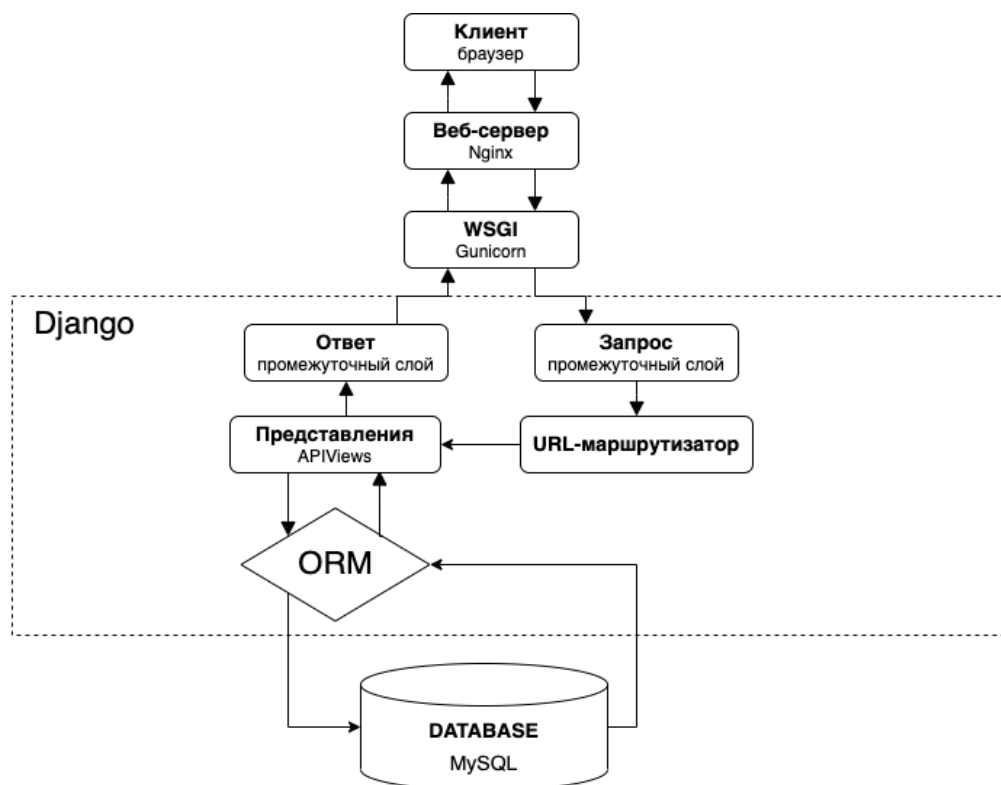 Клиент
браузер
Веб-сервер
Nginx
WSGI
Gunicorn
Django
Ответ
промежуточный слой
Запрос
промежуточный слой
Представления
APIViews
URL-маршрутизатор
ORM
DATABASE
MySQL